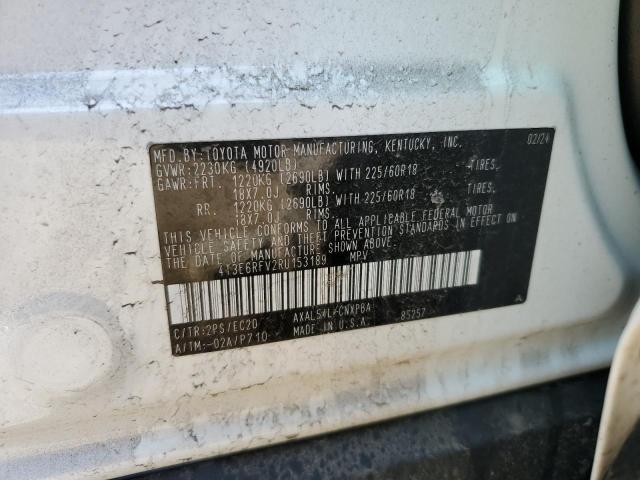 MFD.BY:TOYOTA MOTOR MANUFACTURING, KENTUCKY, INC. 02/24
GVWR:2230KG (4920LB)
GAWR:FRT. 1220KG (2690LB) WITH 225/60R18 TIRES.
18X7.0J RIMS.
RR. 1220KG (2690LB) WITH 225/60R18 TIRES.
18X7.0J RIMS.
THIS VEHICLE CONFORMS TO ALL APPLICABLE FEDERAL MOTOR
VEHICLE SAFETY AND THEFT PREVENTION STANDARDS IN EFFECT ON
THE DATE OF MANUFACTURE SHOWN ABOVE.
4T3E6RFV2RU153189 MPV
C/TR:2PS/EC20 AXAL54L-CNXP6A 85257
A/TM:-02A/P710 MADE IN U.S.A. A